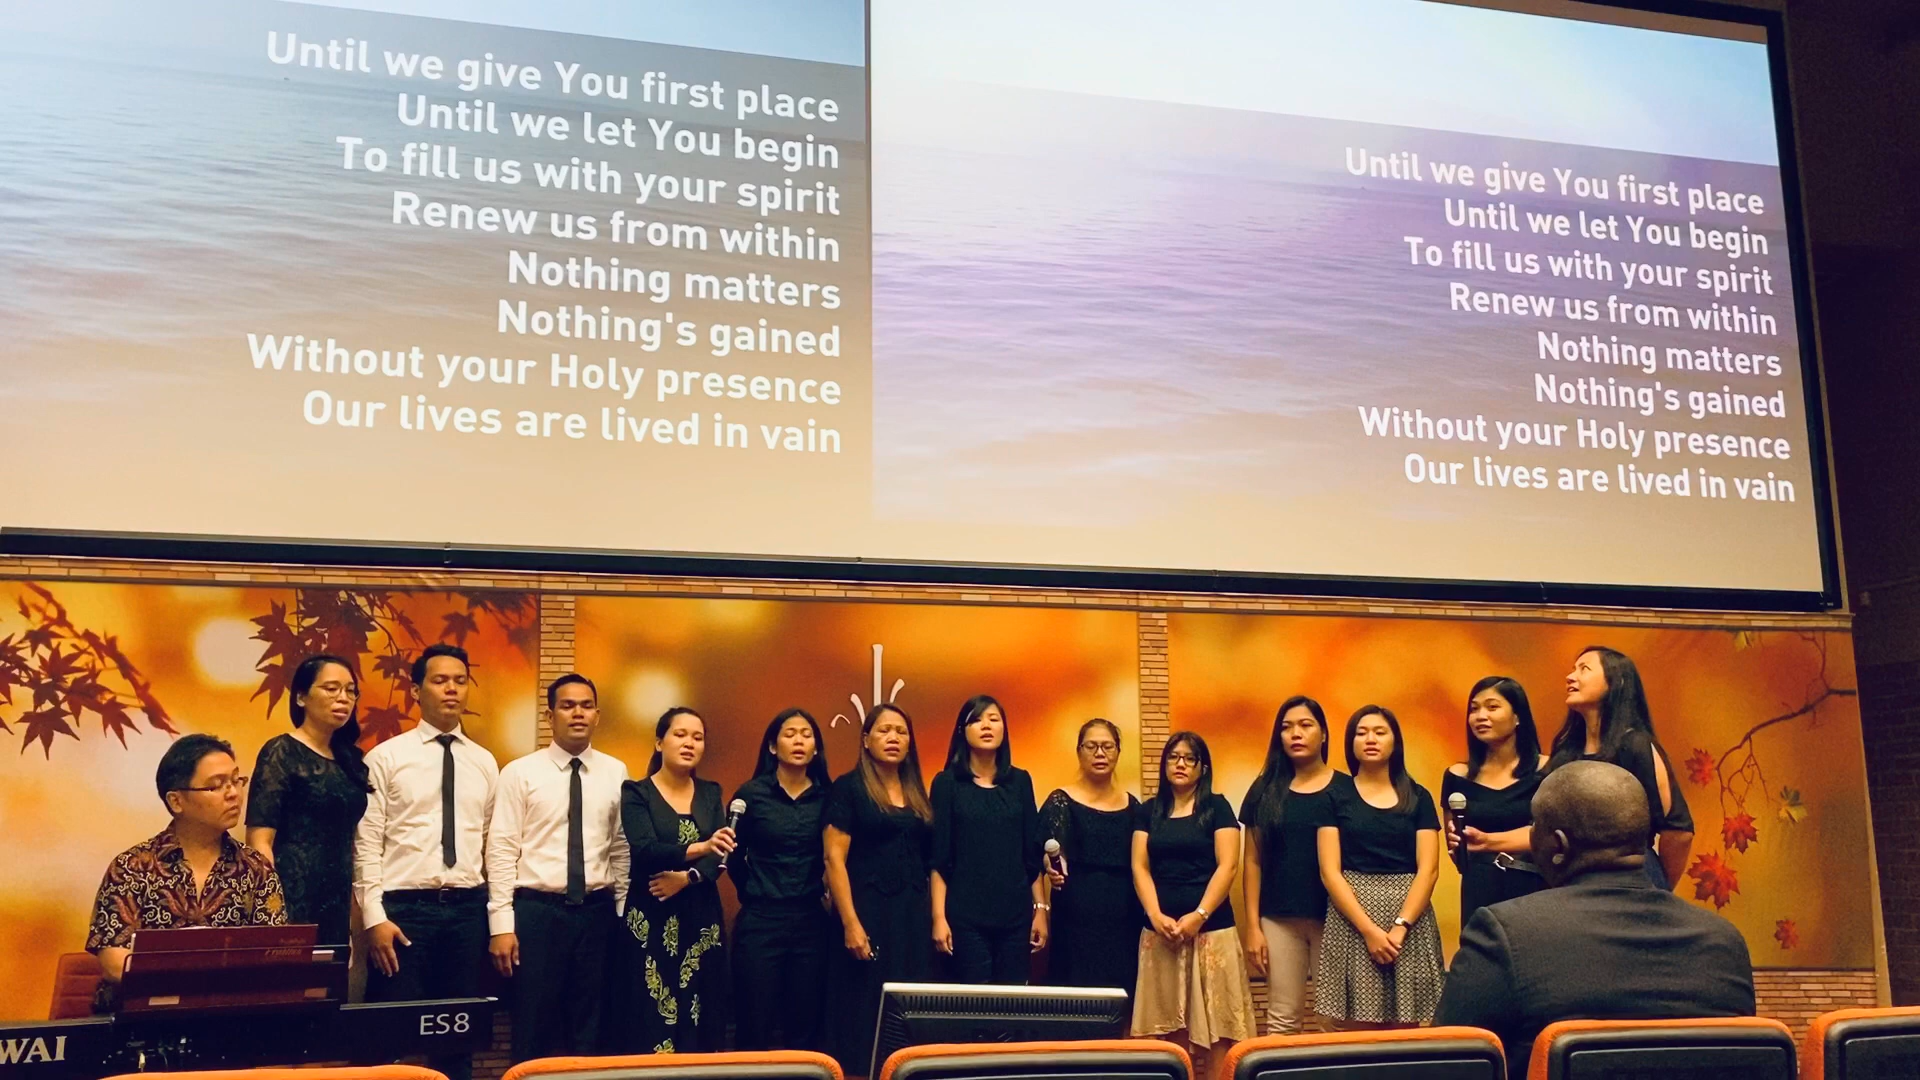 Until we give You first place
Until we let You begin
To fill us with your spirit
Renew us from within
Nothing matters
Nothing's gained
Without your Holy presence
Our lives are lived in vain
Until we give You first place
Until we let You begin
To fill us with your spirit
Renew us from within
Nothing matters
Nothing's gained
Without your Holy presence
Our lives are lived in vain
ES8
WAI